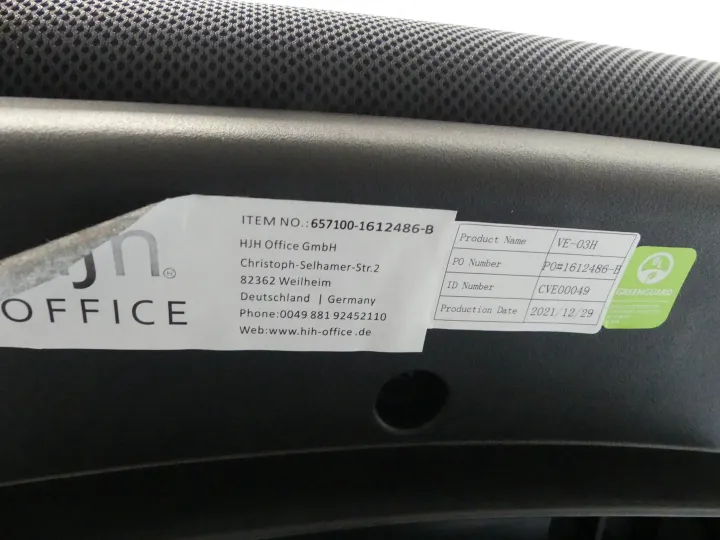 hjh®
OFFICE
ITEM NO.:657100-1612486-B
HJH Office GmbH
Christoph-Selhamer-Str.2
82362 Weilheim
Deutschland | Germany
Phone:0049 881 92452110
Web:www.hih-office .de
Product Name VE-03H
PO Number PO#1612486-B
ID Number CVE00049
Production Date 2021/12/29
GREENGUARD